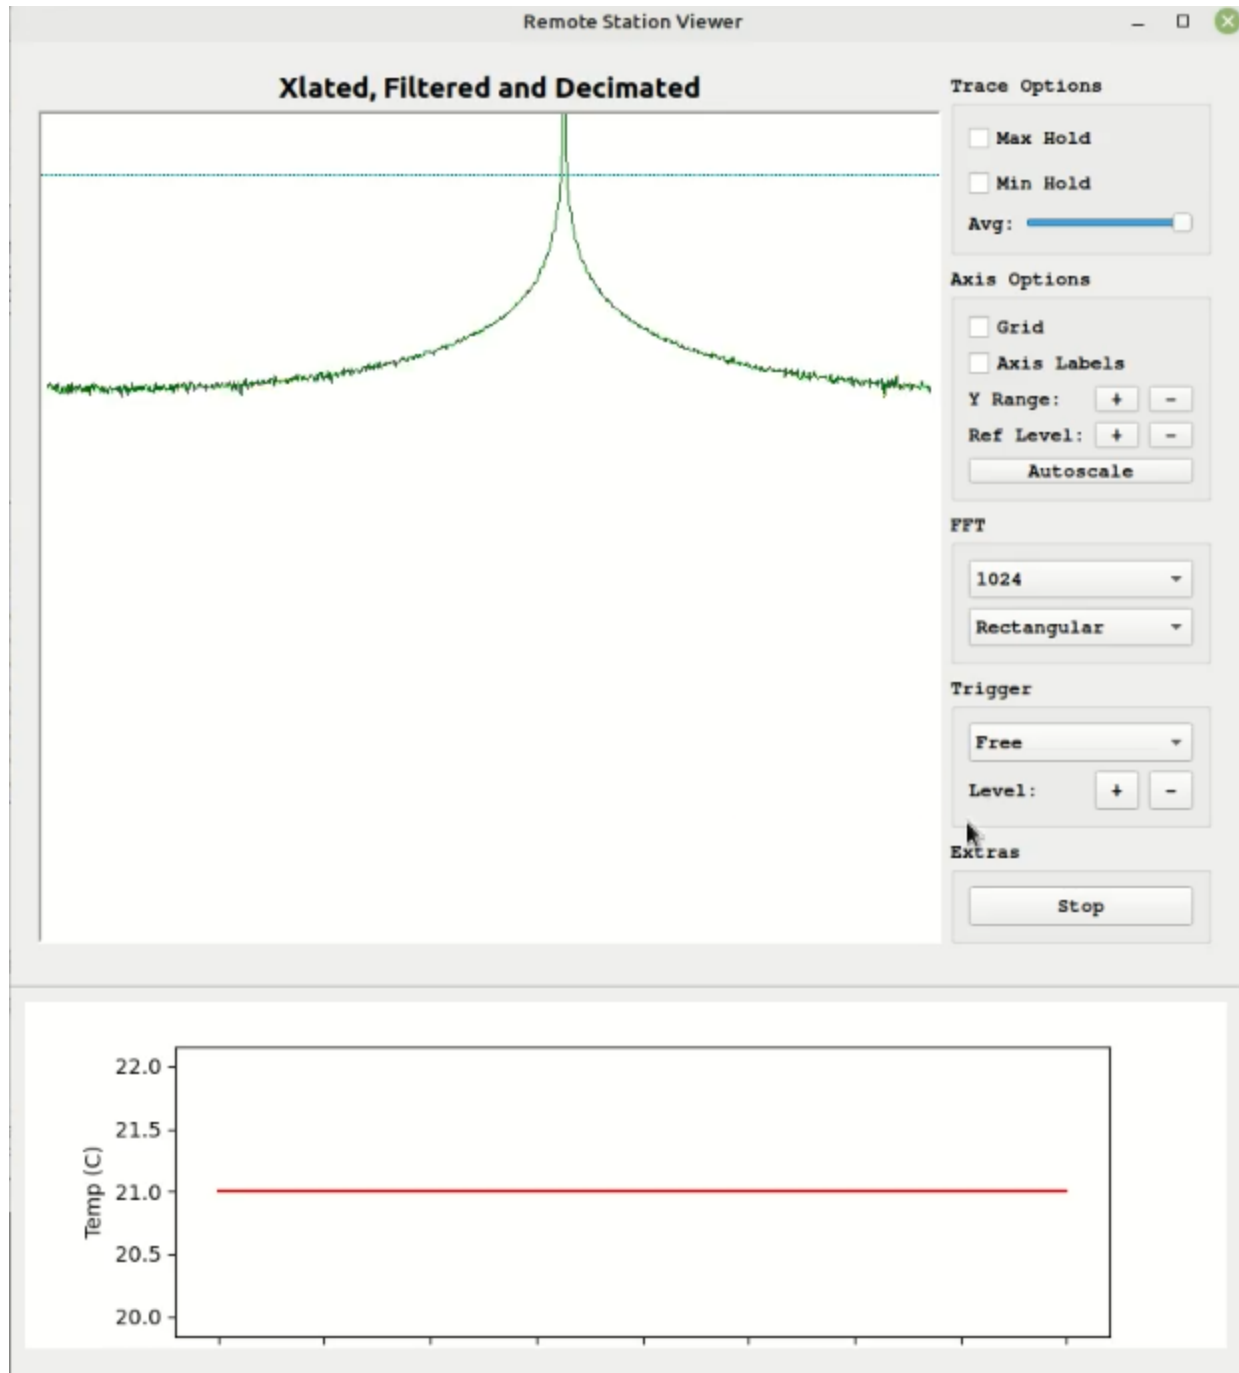 Remote Station Viewer
Xlated, Filtered and Decimated
Trace Options
Max Hold
Min Hold
Avg:
Axis Options
Grid
Axis Labels
Y Range: + -
Ref Level: + -
Autoscale
FFT
1024
Rectangular
Trigger
Free
Level: + -
Extras
Stop
Temp (C)
22.0
21.5
21.0
20.5
20.0